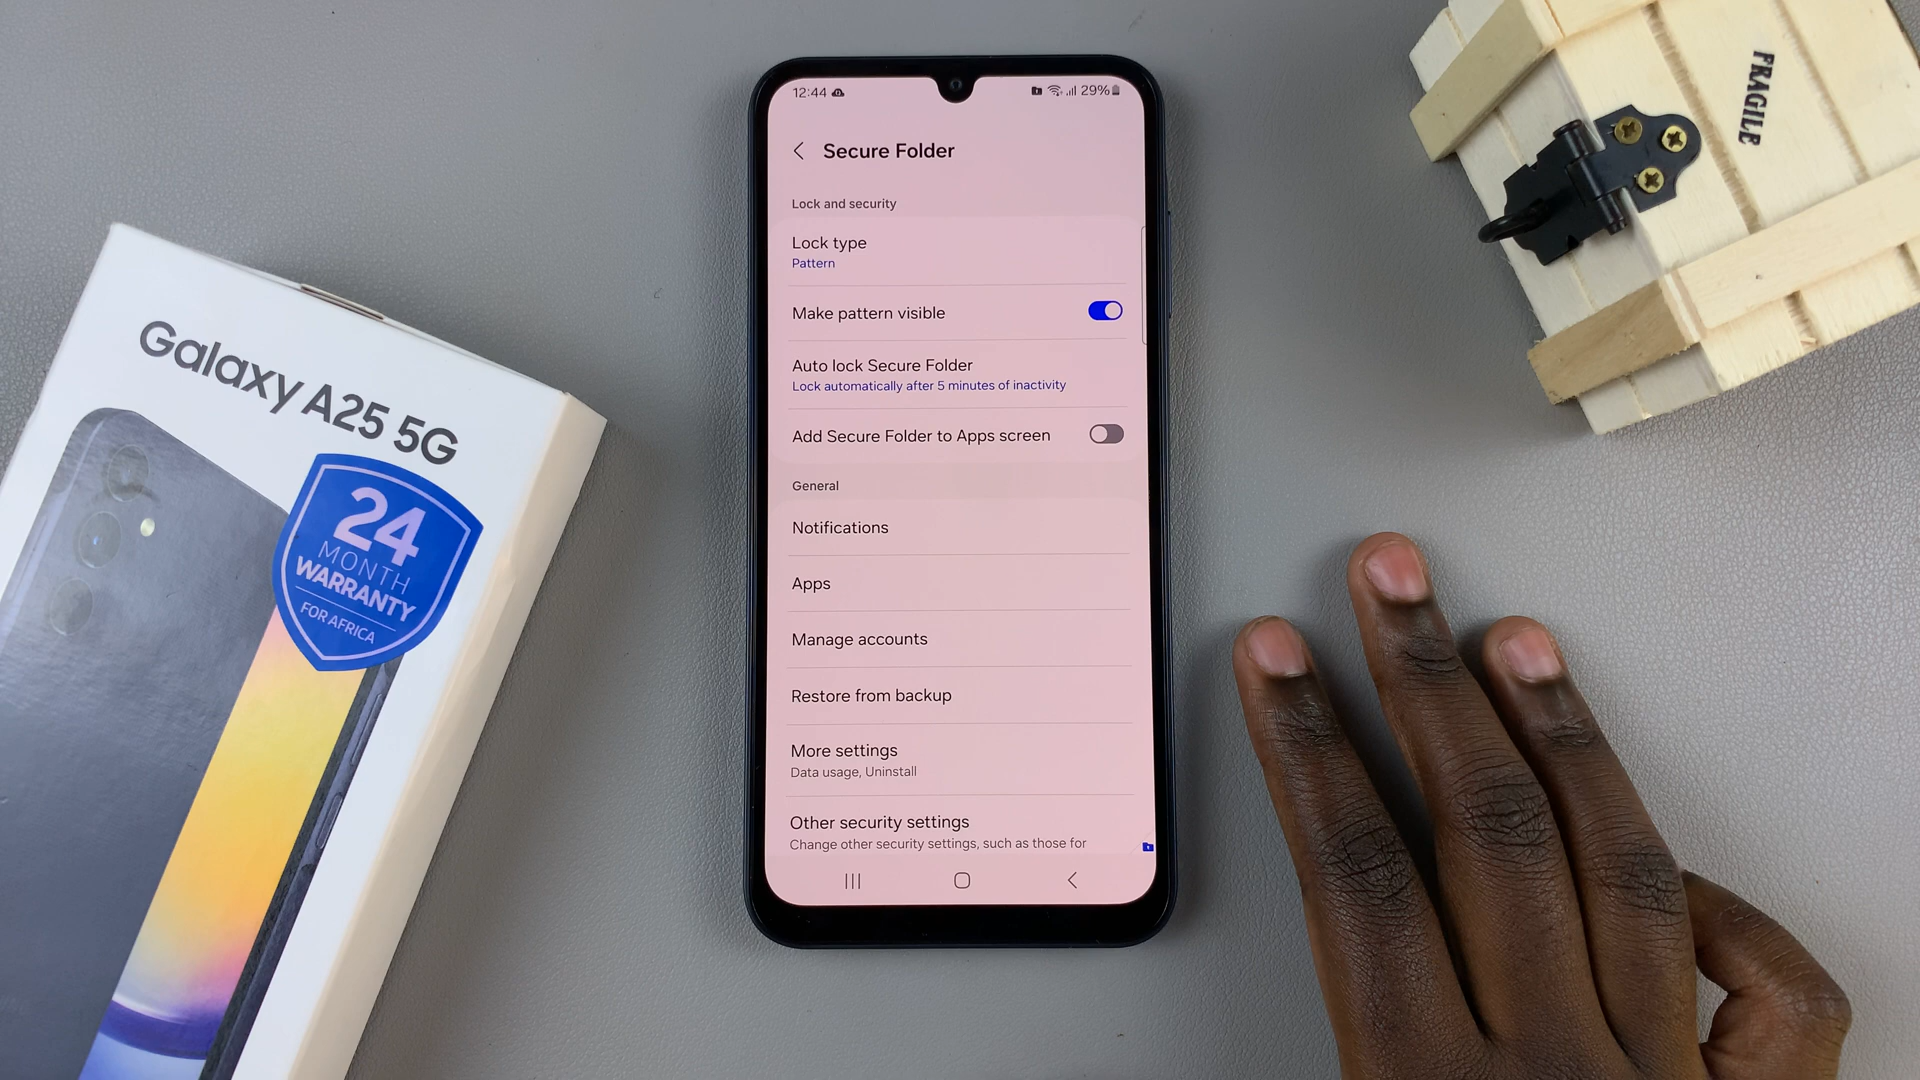 Galaxy A25 5G
24
MONTH
WARRANTY
FOR AFRICA
12:44
29%
Secure Folder
Lock and security
Lock type
Pattern
Make pattern visible
Auto lock Secure Folder
Lock automatically after 5 minutes of inactivity
Add Secure Folder to Apps screen
General
Notifications
Apps
Manage accounts
Restore from backup
More settings
Data usage, Uninstall
Other security settings
Change other security settings, such as those for
FRAGILE